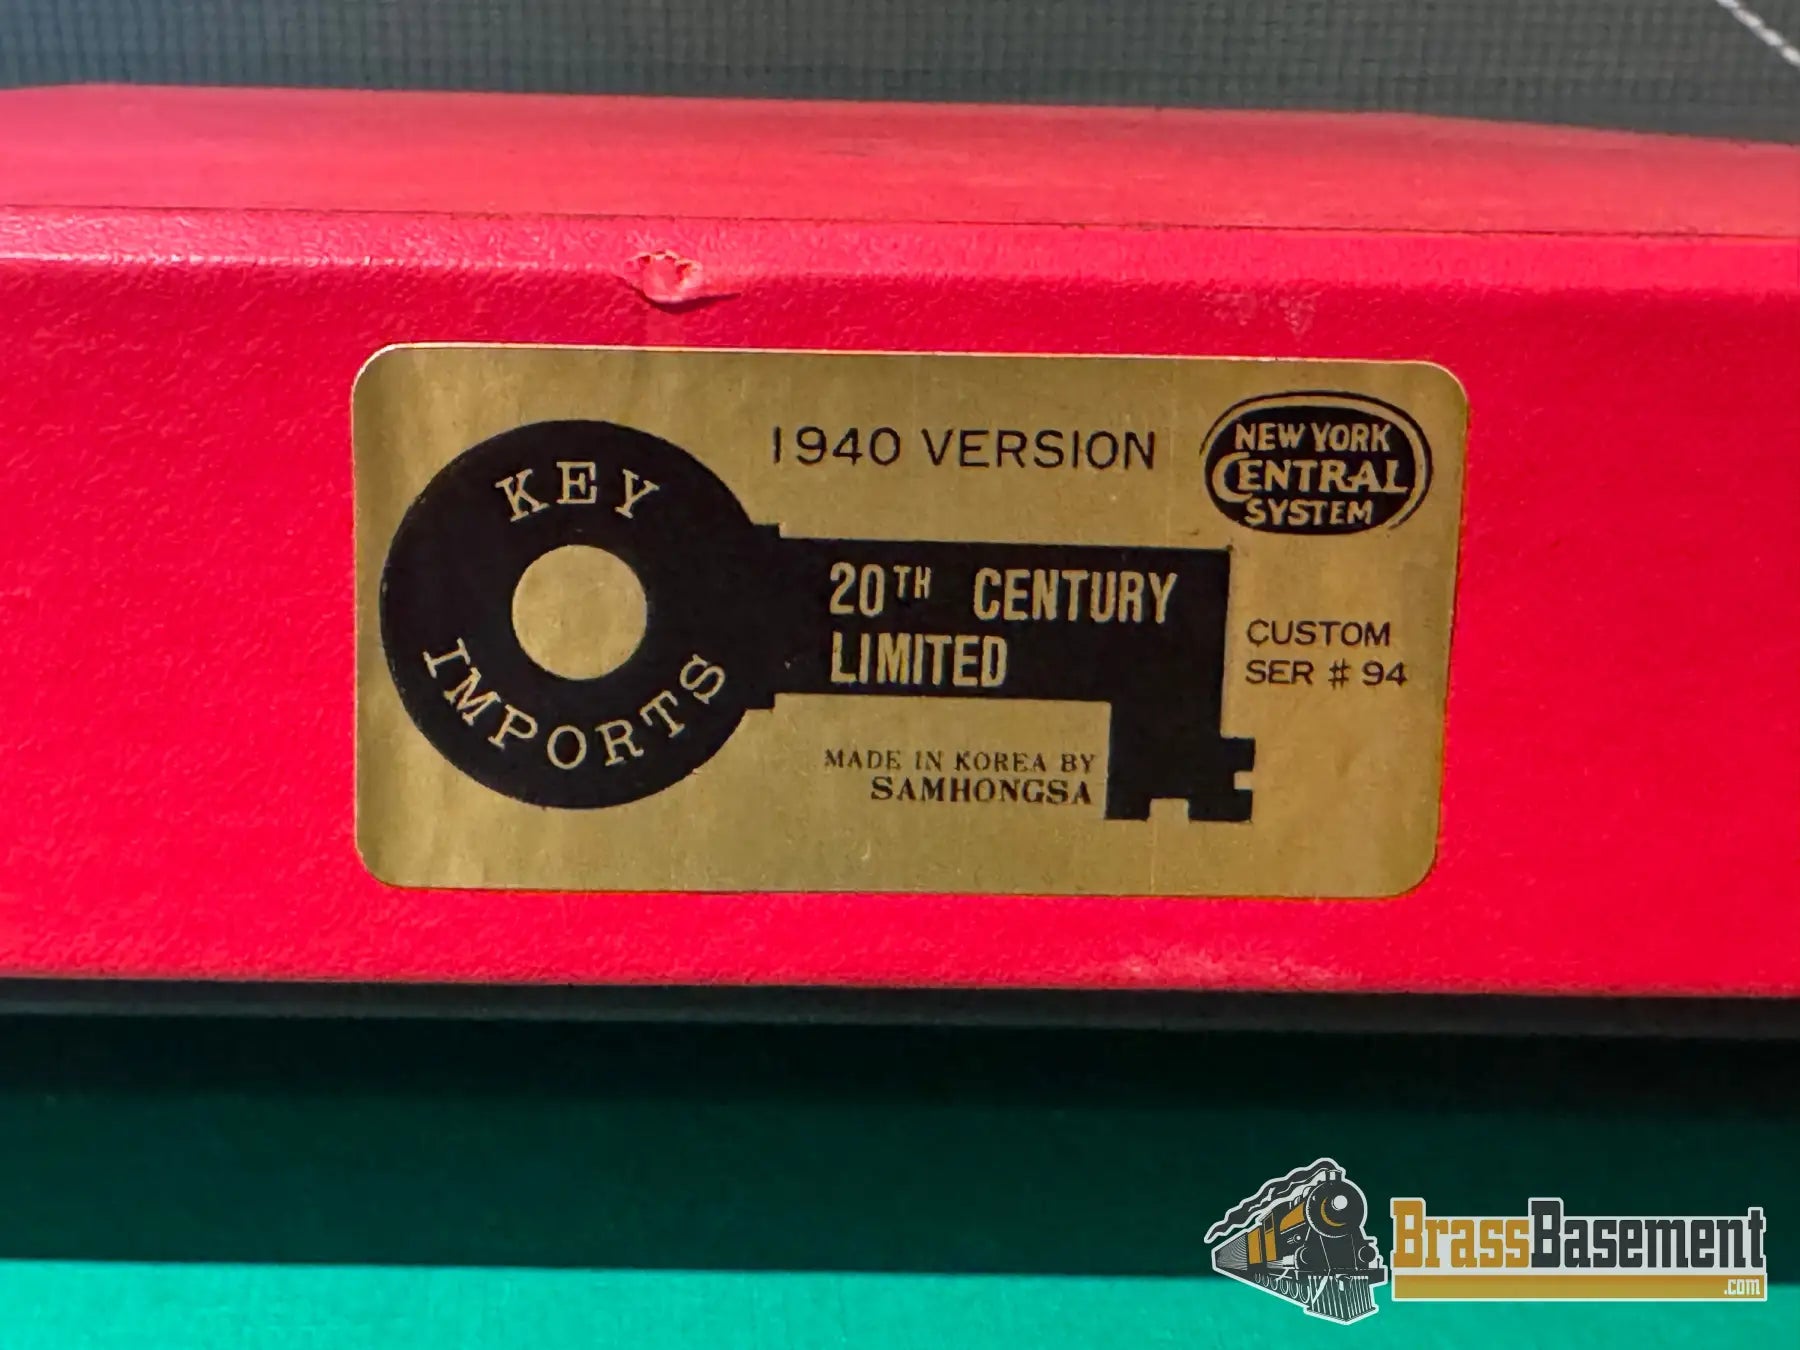 1940 VERSION
NEW YORK
CENTRAL
SYSTEM
KEY
IMPORTS
20TH CENTURY
LIMITED
CUSTOM
SER # 94
MADE IN KOREA BY
SAMHONGSA
BrassBasement
.com